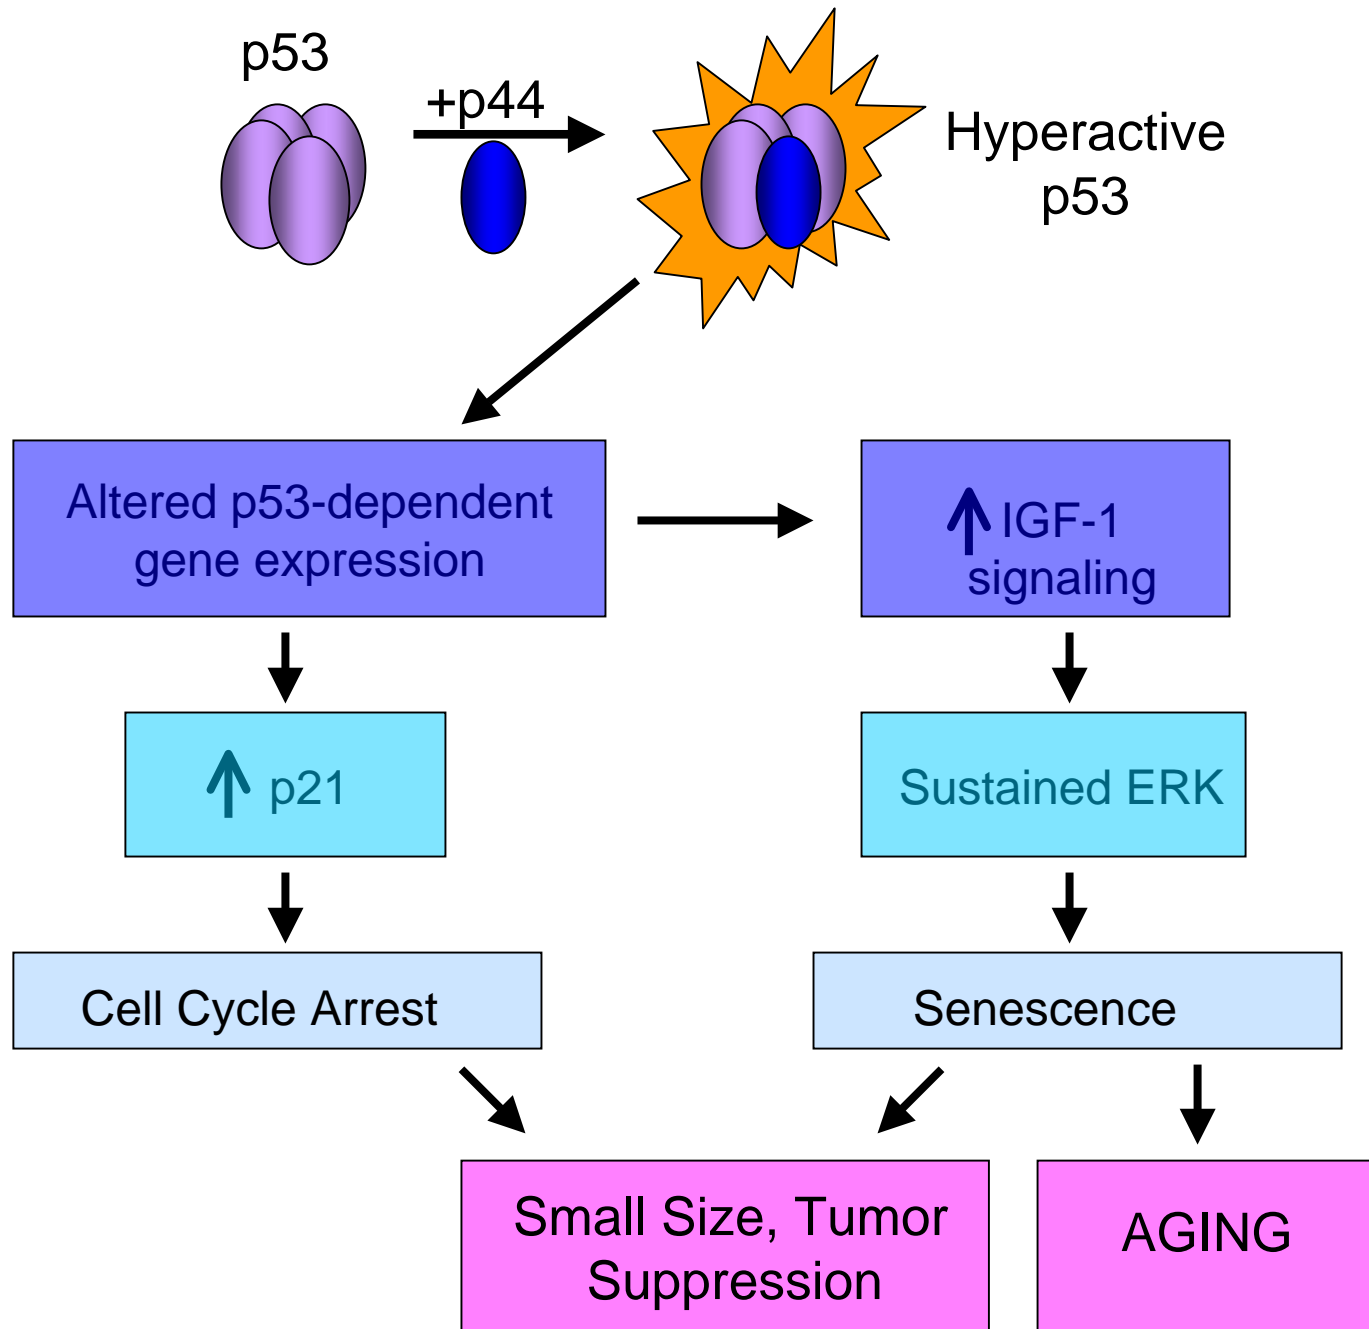 p53
+p44
Hyperactive
p53
Altered p53-dependent
gene expression
↑ IGF-1
signaling
↑ p21
Sustained ERK
Cell Cycle Arrest
Senescence
Small Size, Tumor
Suppression
AGING